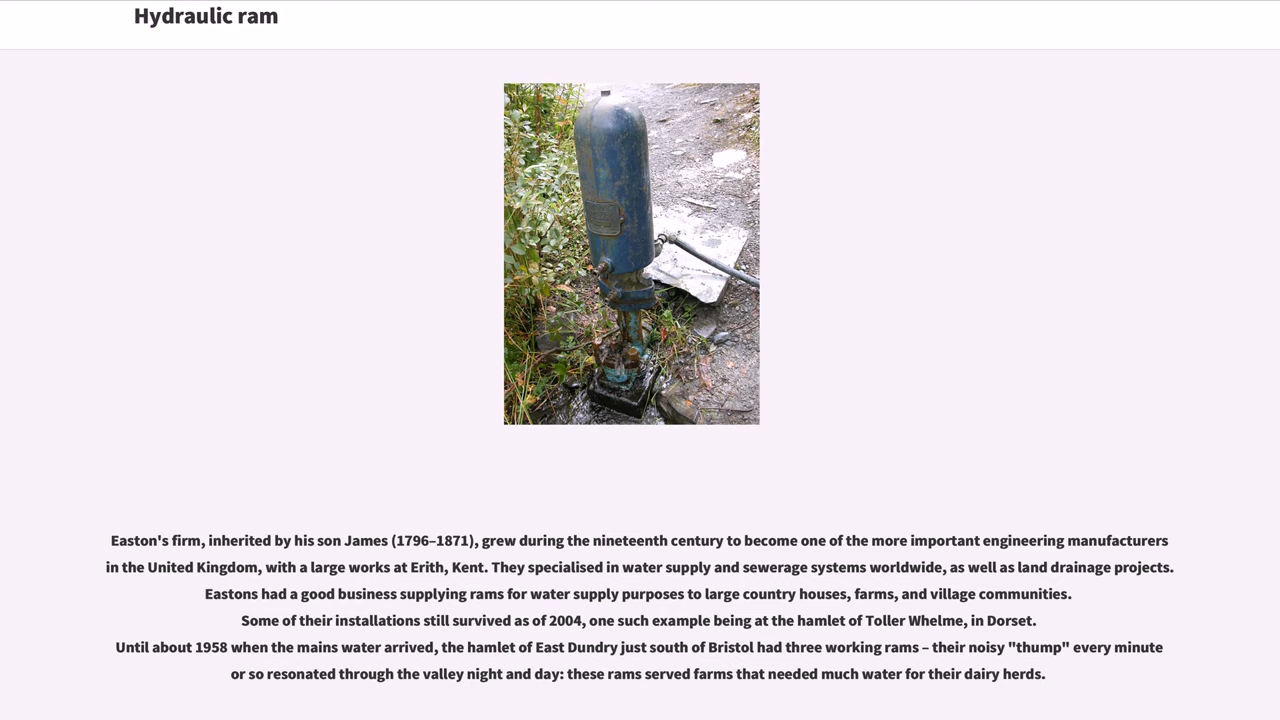 Hydraulic ram
Easton's firm, inherited by his son James (1796–1871), grew during the nineteenth century to become one of the more important engineering manufacturers
in the United Kingdom, with a large works at Erith, Kent. They specialised in water supply and sewerage systems worldwide, as well as land drainage projects.
Eastons had a good business supplying rams for water supply purposes to large country houses, farms, and village communities.
Some of their installations still survived as of 2004, one such example being at the hamlet of Toller Whelme, in Dorset.
Until about 1958 when the mains water arrived, the hamlet of East Dundry just south of Bristol had three working rams – their noisy "thump" every minute
or so resonated through the valley night and day: these rams served farms that needed much water for their dairy herds.